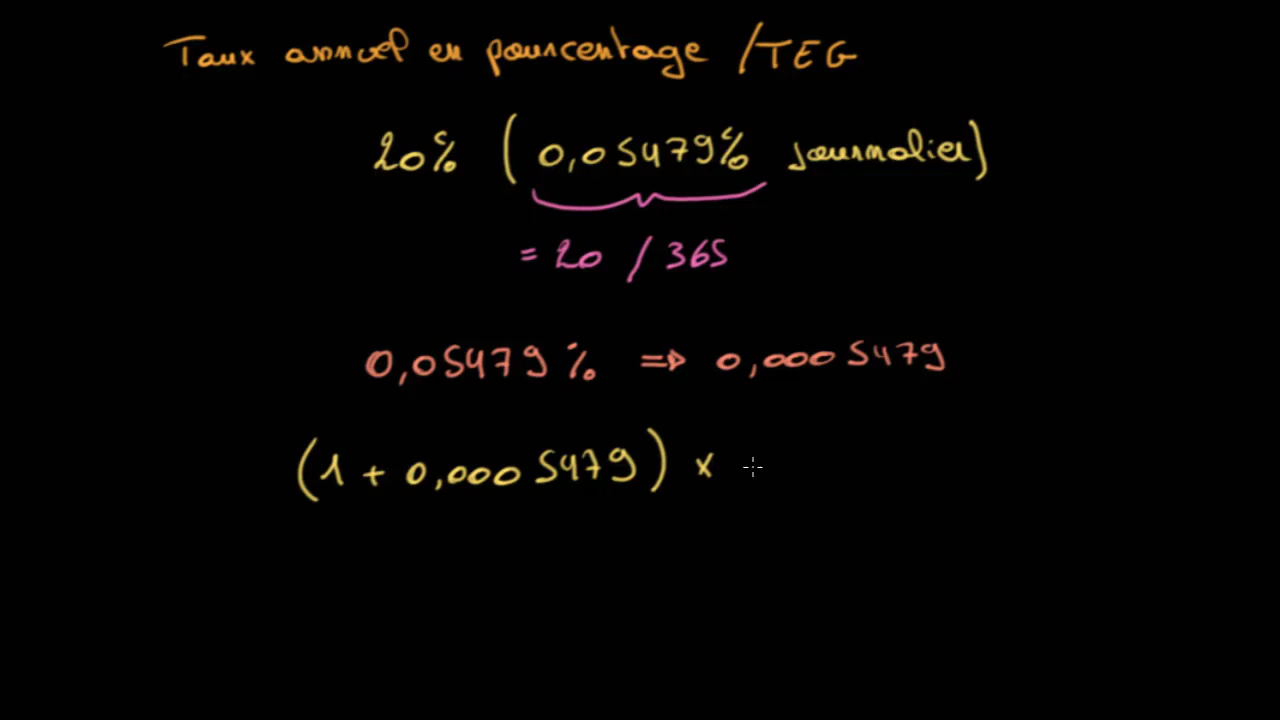 Taux annuel en pourcentage /TEG
20% (0,05479% journalier)
= 20 / 365
0,05479% => 0,0005479
(1 + 0,0005479) x